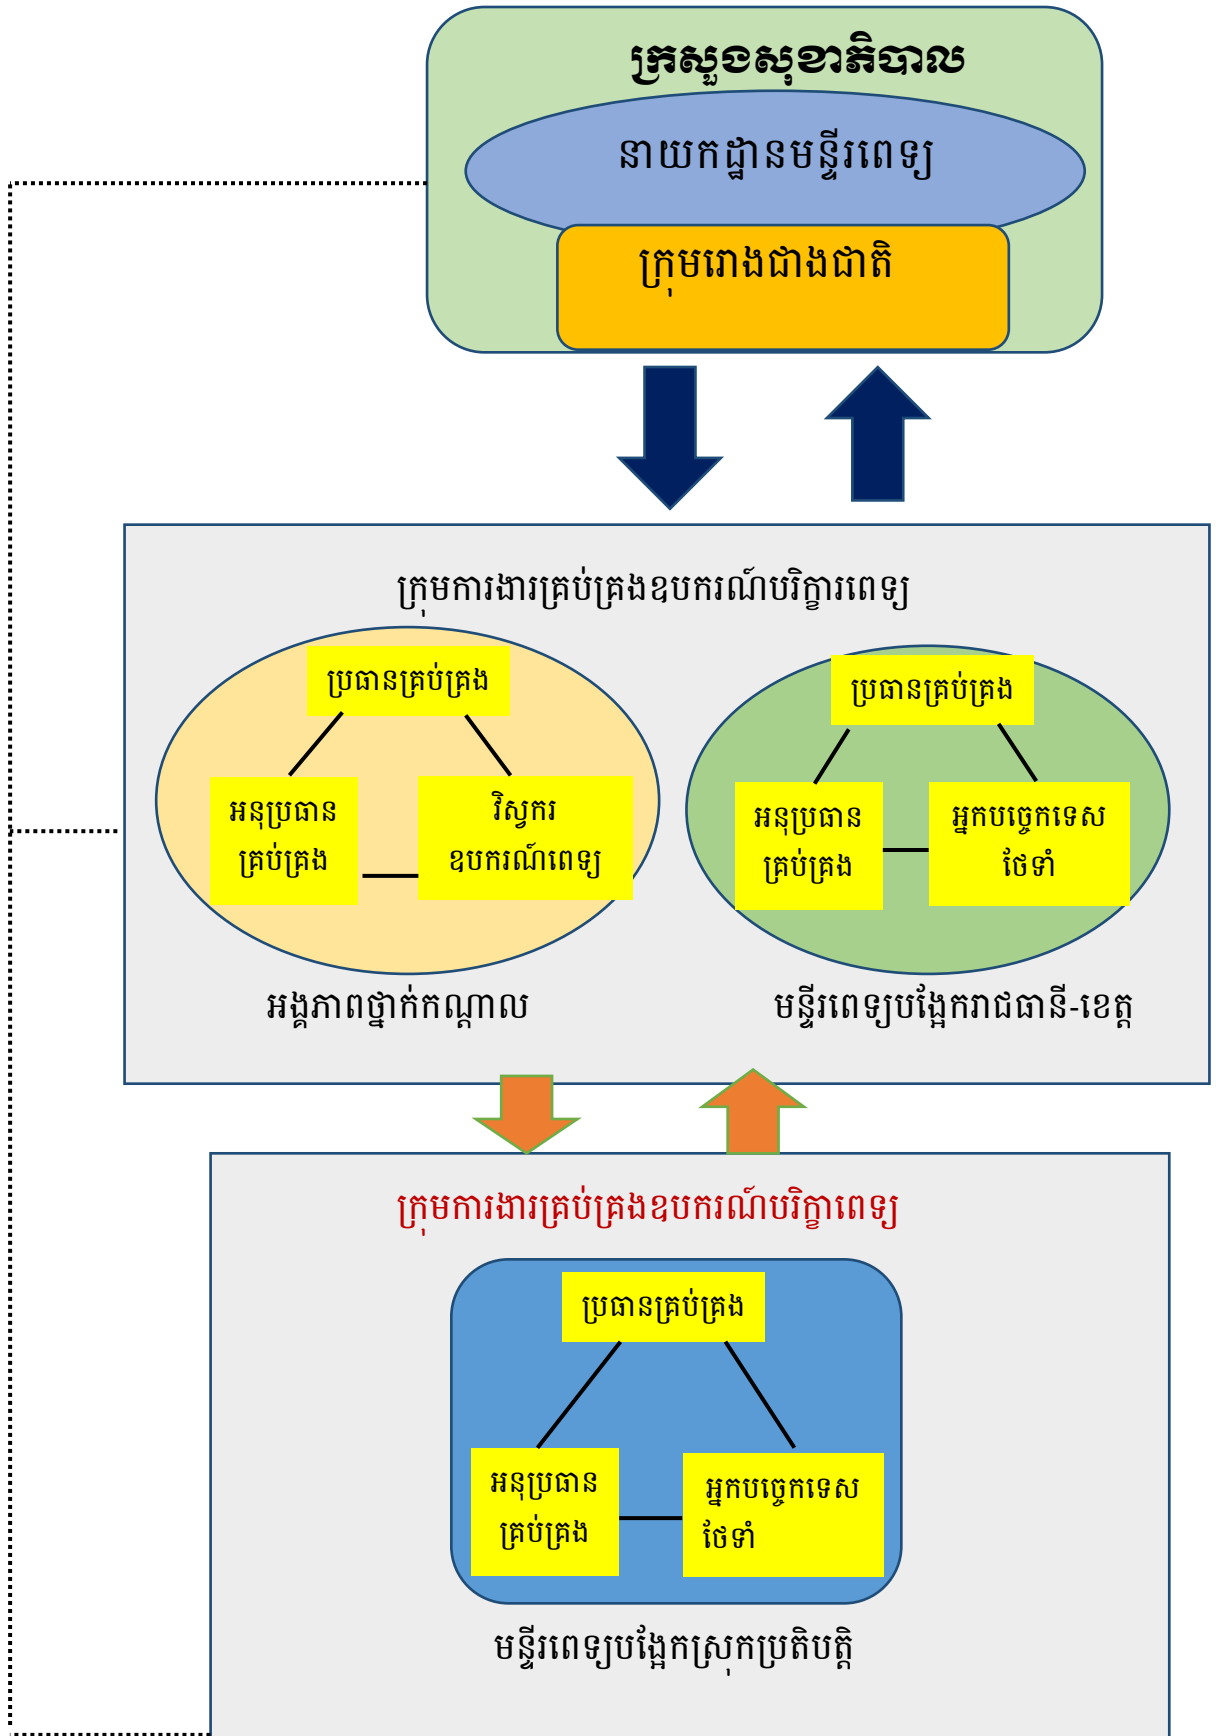 ក្រសួងសុខាភិបាល
នាយកដ្ឋានមន្ទីរពេទ្យ
ក្រុមរោងជាងជាតិ
ក្រុមការងារគ្រប់គ្រងឧបករណ៍បរិក្ខារពេទ្យ
ប្រធានគ្រប់គ្រង
អនុប្រធាន
គ្រប់គ្រង
វិស្វករ
ឧបករណ៍ពេទ្យ
អង្គភាពថ្នាក់កណ្តាល
ប្រធានគ្រប់គ្រង
អនុប្រធាន
គ្រប់គ្រង
អ្នកបច្ចេកទេស
ថែទាំ
មន្ទីរពេទ្យបង្អែករាជធានី-ខេត្ត
ក្រុមការងារគ្រប់គ្រងឧបករណ៍បរិក្ខាពេទ្យ
ប្រធានគ្រប់គ្រង
អនុប្រធាន
គ្រប់គ្រង
អ្នកបច្ចេកទេស
ថែទាំ
មន្ទីរពេទ្យបង្អែកស្រុកប្រតិបត្តិ